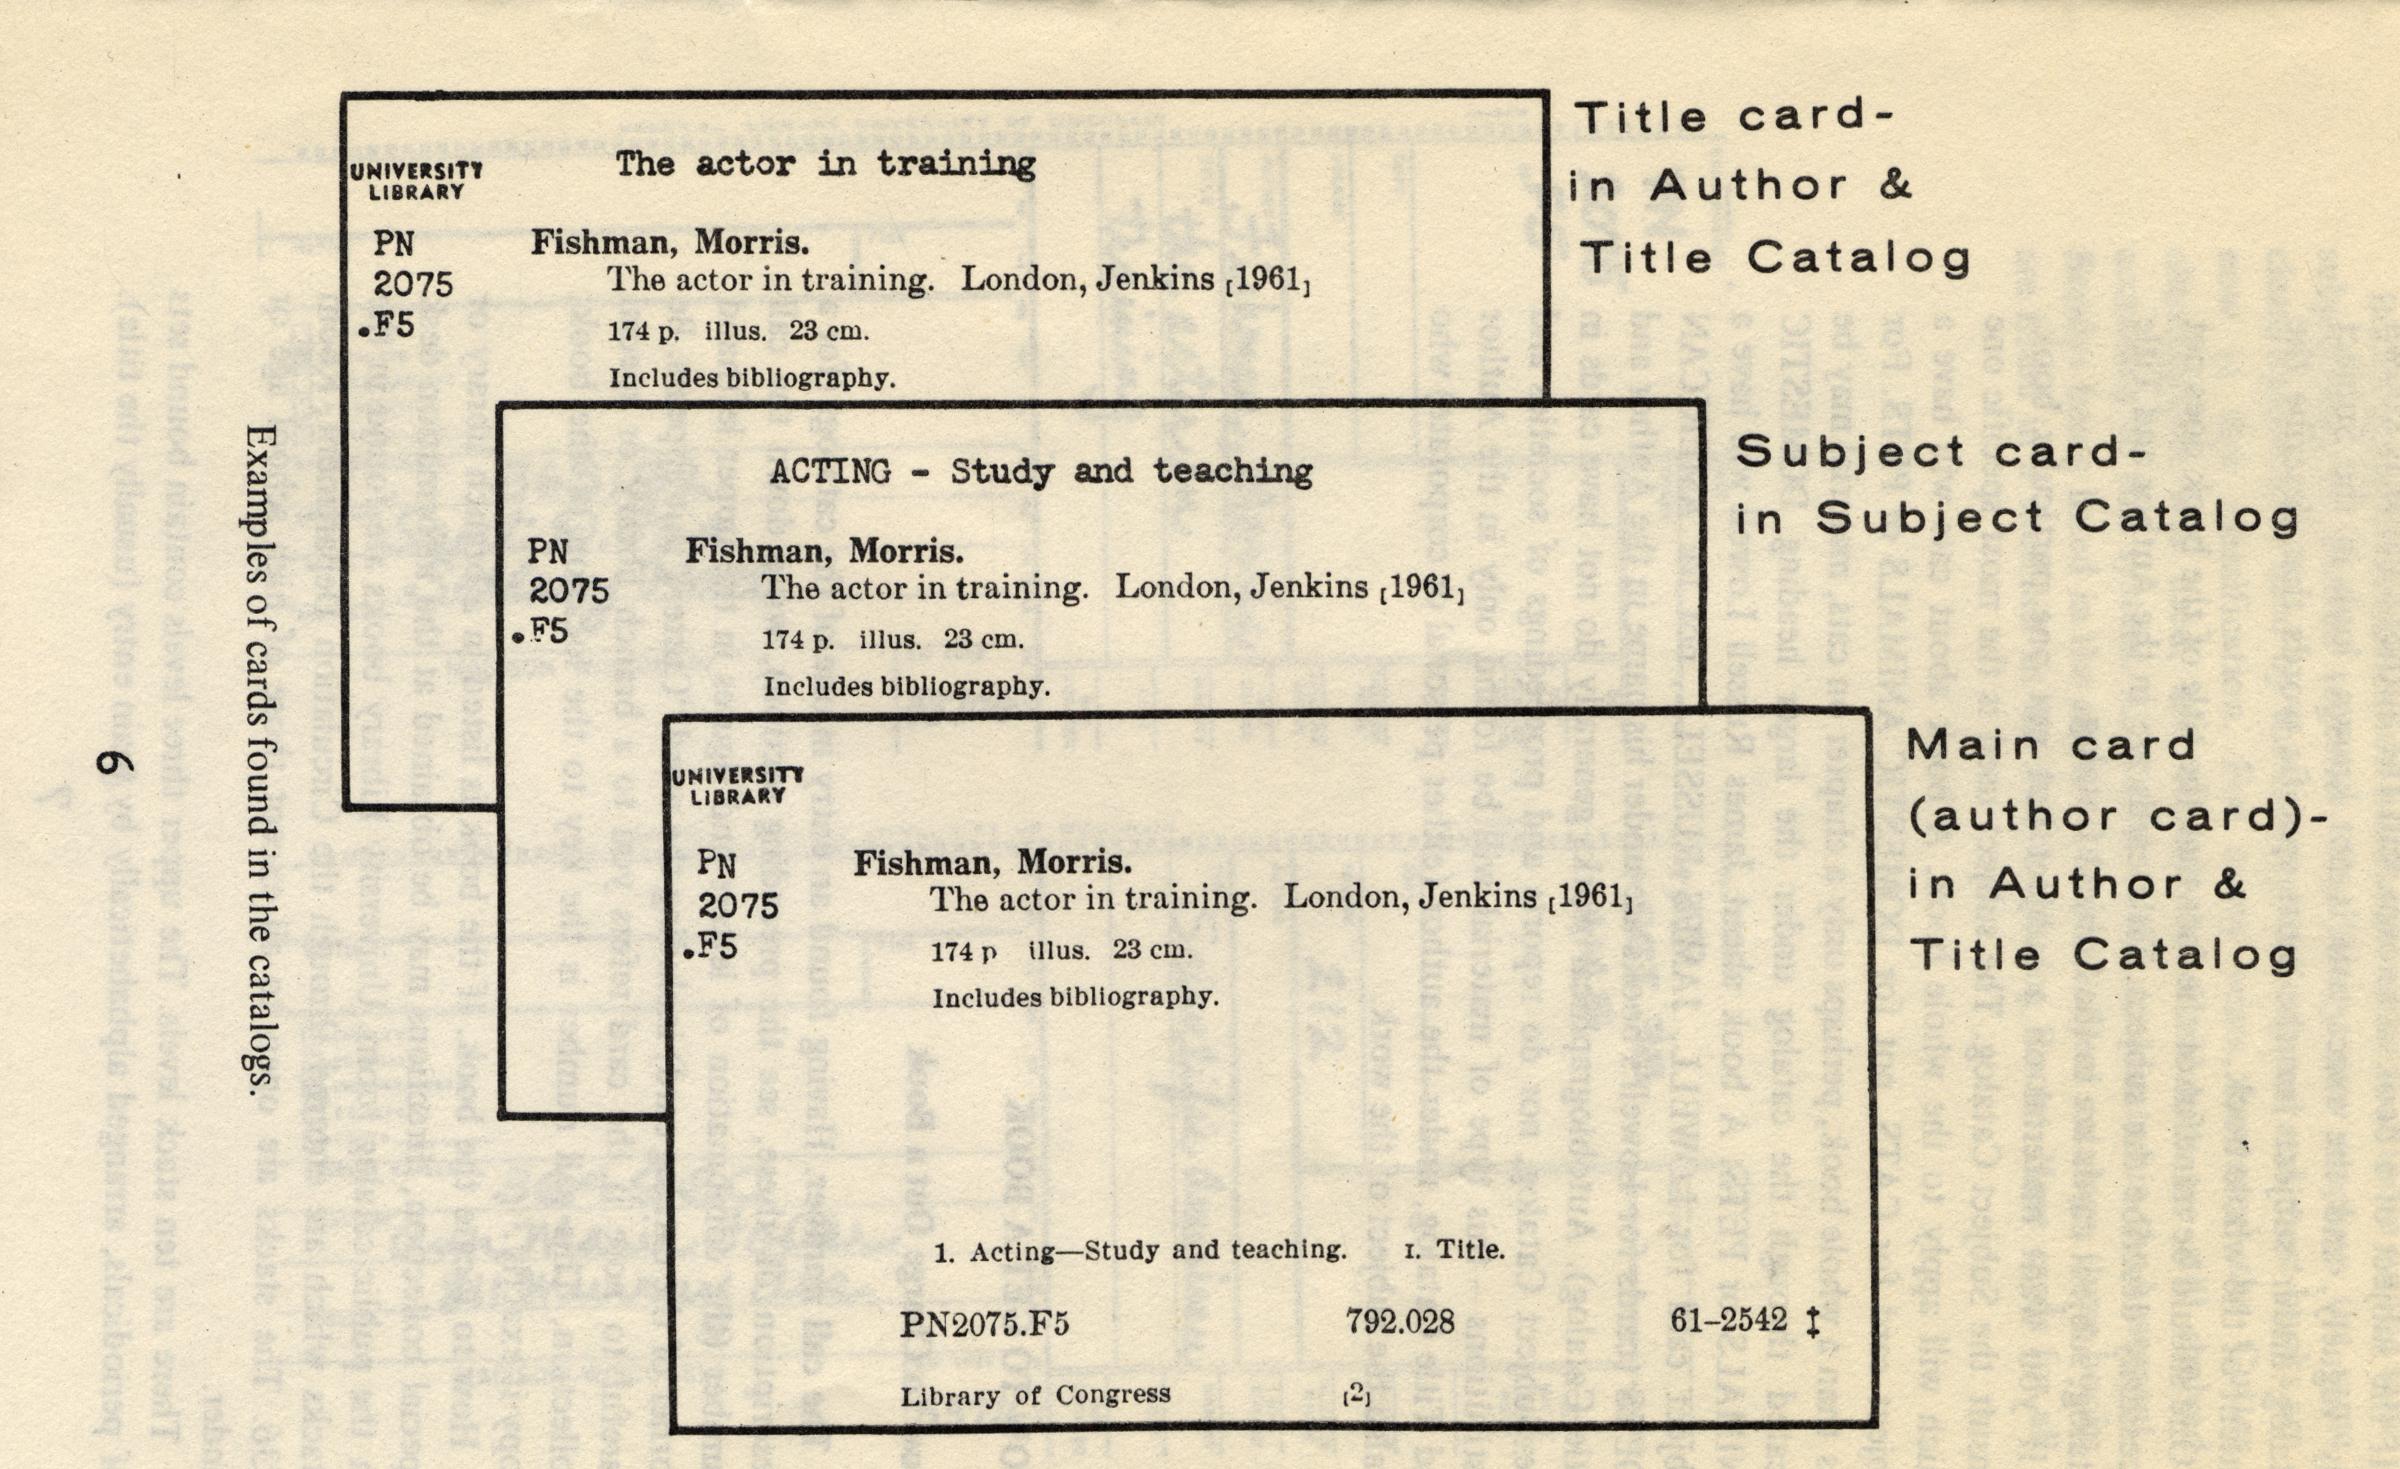 Title card-
in Author &
Title Catalog
The actor in training
UNIVERSITY
LIBRARY
PN
2075
.F5
Fishman, Morris.
The actor in training. London, Jenkins [1961]
174 p. illus. 23 cm.
Includes bibliography.
Subject card-
in Subject Catalog
ACTING - Study and teaching
PN
2075
.F5
Fishman, Morris.
The actor in training. London, Jenkins [1961]
174 p. illus. 23 cm.
Includes bibliography.
Main card
(author card)-
in Author &
Title Catalog
UNIVERSITY
LIBRARY
PN
2075
.F5
Fishman, Morris.
The actor in training. London, Jenkins [1961]
174 p illus. 23 cm.
Includes bibliography.
1. Acting—Study and teaching. I. Title.
PN2075.F5 792.028 61–2542 ‡
Library of Congress [2]
Examples of cards found in the catalogs.
6